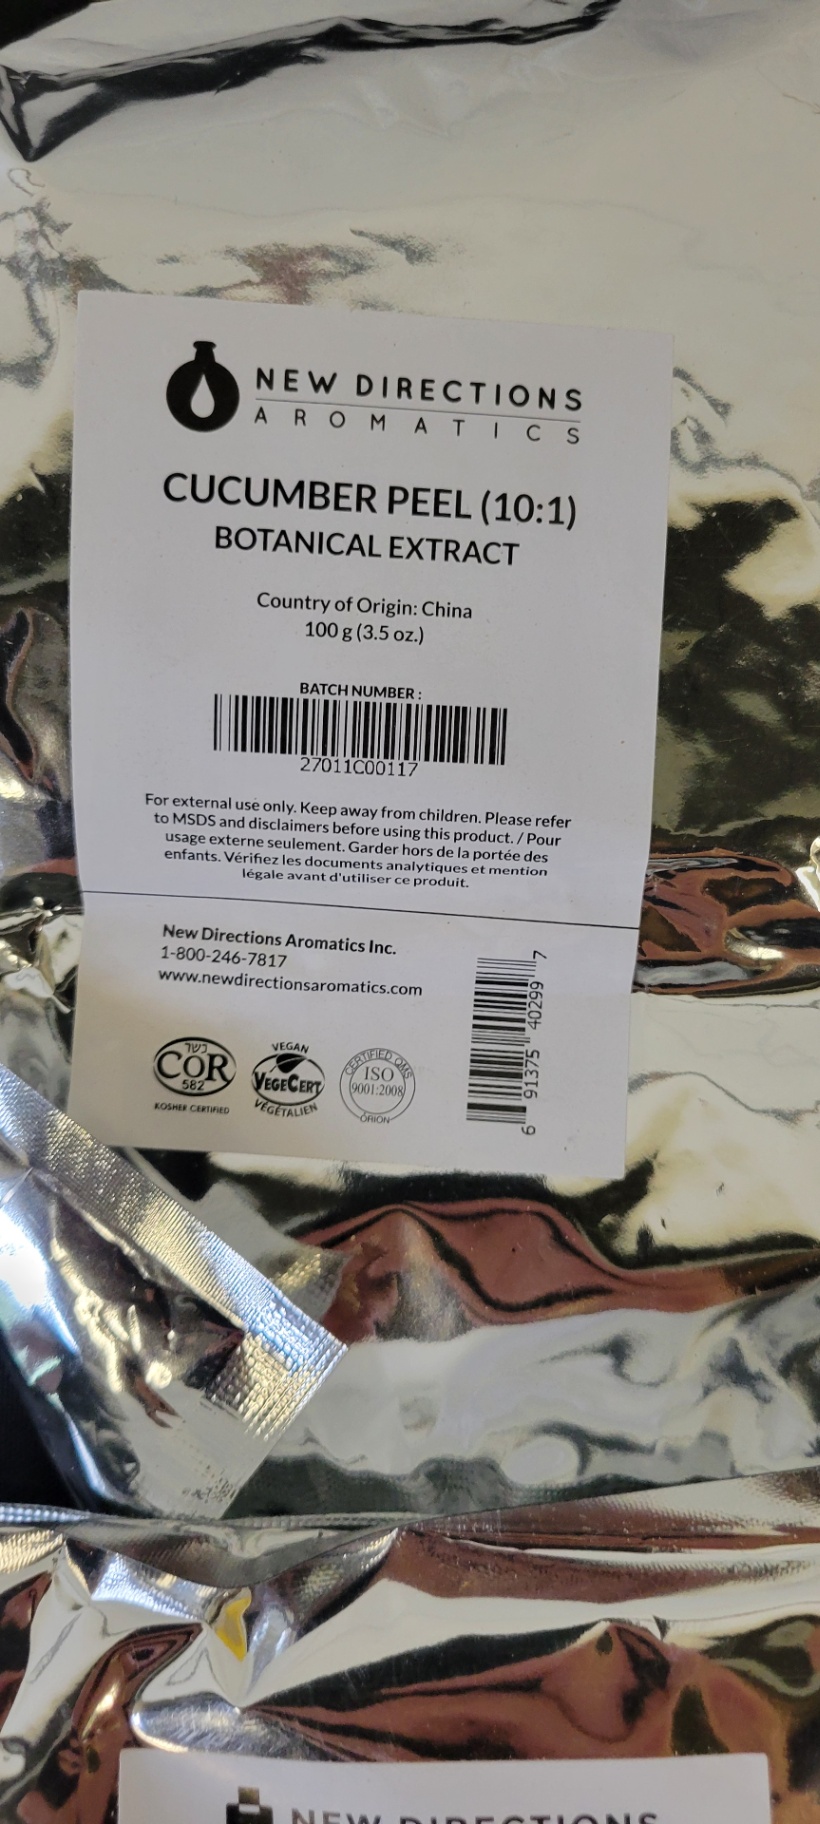 NEW DIRECTIONS
AROMATICS
CUCUMBER PEEL (10:1)
BOTANICAL EXTRACT
Country of Origin: China
100 g (3.5 oz.)
BATCH NUMBER :
27011C00117
For external use only. Keep away from children. Please refer
to MSDS and disclaimers before using this product. / Pour
usage externe seulement. Garder hors de la portée des
enfants. Vérifiez les documents analytiques et mention
légale avant d'utiliser ce produit.
New Directions Aromatics Inc.
1-800-246-7817
www.newdirectionsaromatics.com
6 91375 40299 7
כשר
COR
582
KOSHER CERTIFIED
VEGAN
VEGECERT
VÉGÉTALIEN
CERTIFIED QMS
ISO
9001:2008
ORION
NEW DIRECTIONS